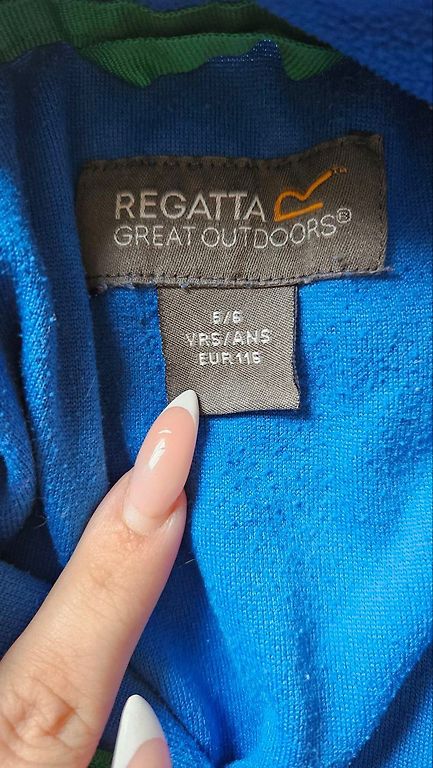 REGATTA
GREAT OUTDOORS®
5/6
YRS/ANS
EUR 116